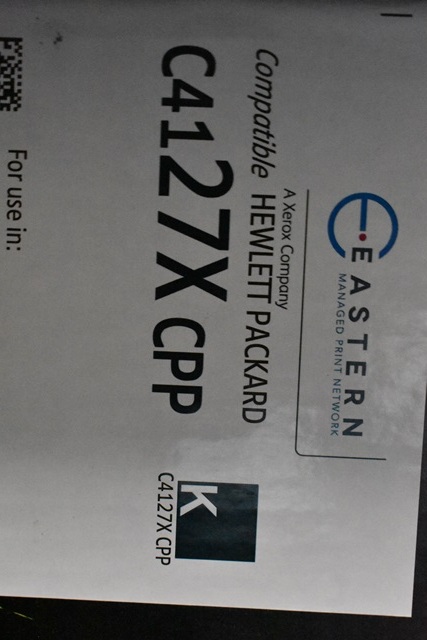 EASTERN
MANAGED PRINT NETWORK
A Xerox Company
Compatible HEWLETT PACKARD
C4127X CPP
K
C4127X CPP
For use in: